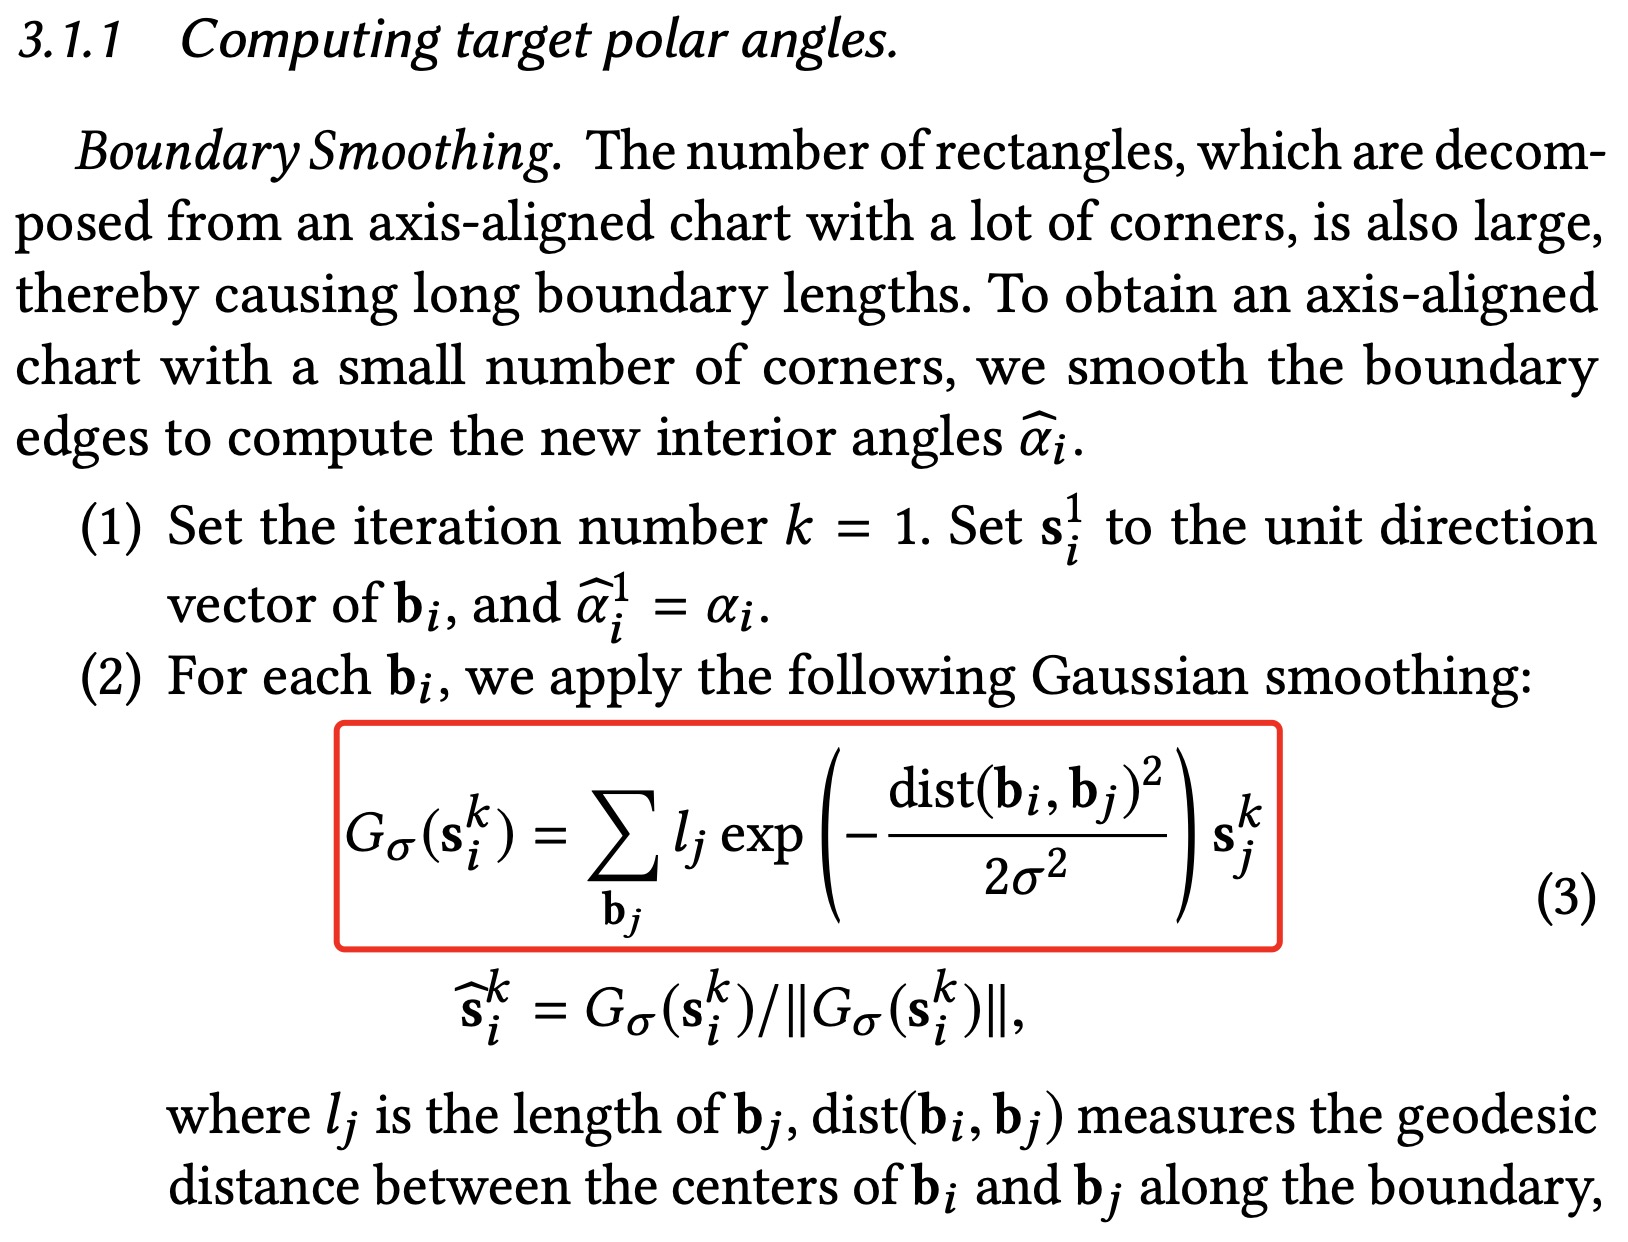 3.1.1 Computing target polar angles.
Boundary Smoothing. The number of rectangles, which are decom-
posed from an axis-aligned chart with a lot of corners, is also large,
thereby causing long boundary lengths. To obtain an axis-aligned
chart with a small number of corners, we smooth the boundary
edges to compute the new interior angles $\widehat{\alpha}_i$.
(1) Set the iteration number $k = 1$. Set $\mathbf{s}_i^1$ to the unit direction
vector of $\mathbf{b}_i$, and $\widehat{\alpha}_i^1 = \alpha_i$.
(2) For each $\mathbf{b}_i$, we apply the following Gaussian smoothing:
$G_\sigma(\mathbf{s}_i^k) = \sum_{\mathbf{b}_j} l_j \exp\left(-\frac{\text{dist}(\mathbf{b}_i, \mathbf{b}_j)^2}{2\sigma^2}\right) \mathbf{s}_j^k$
(3)
$\widehat{\mathbf{s}}_i^k = G_\sigma(\mathbf{s}_i^k)/\|G_\sigma(\mathbf{s}_i^k)\|,$
where $l_j$ is the length of $\mathbf{b}_j$, dist$(\mathbf{b}_i, \mathbf{b}_j)$ measures the geodesic
distance between the centers of $\mathbf{b}_i$ and $\mathbf{b}_j$ along the boundary,